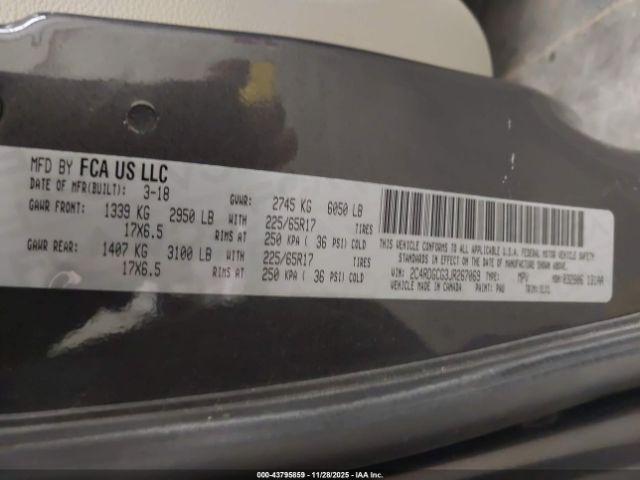 MFD BY FCA US LLC
DATE OF MFR(BUILT): 3-18 GVWR: 2745 KG 6050 LB
GAWR FRONT: 1339 KG 2950 LB WITH 225/65R17 TIRES
17X6.5 RIMS AT 250 KPA ( 36 PSI) COLD
GAWR REAR: 1407 KG 3100 LB WITH 225/65R17 TIRES
17X6.5 RIMS AT 250 KPA ( 36 PSI) COLD
THIS VEHICLE CONFORMS TO ALL APPLICABLE U.S.A. FEDERAL MOTOR VEHICLE SAFETY
STANDARDS IN EFFECT ON THE DATE OF MANUFACTURE SHOWN ABOVE.
VIN: 2C4RDGCG3JR267069 TYPE: MPV MDH:
VEHICLE MADE IN CANADA PAINT: PAU TRIM:
000-43795859 - 11/28/2025 - IAA Inc.